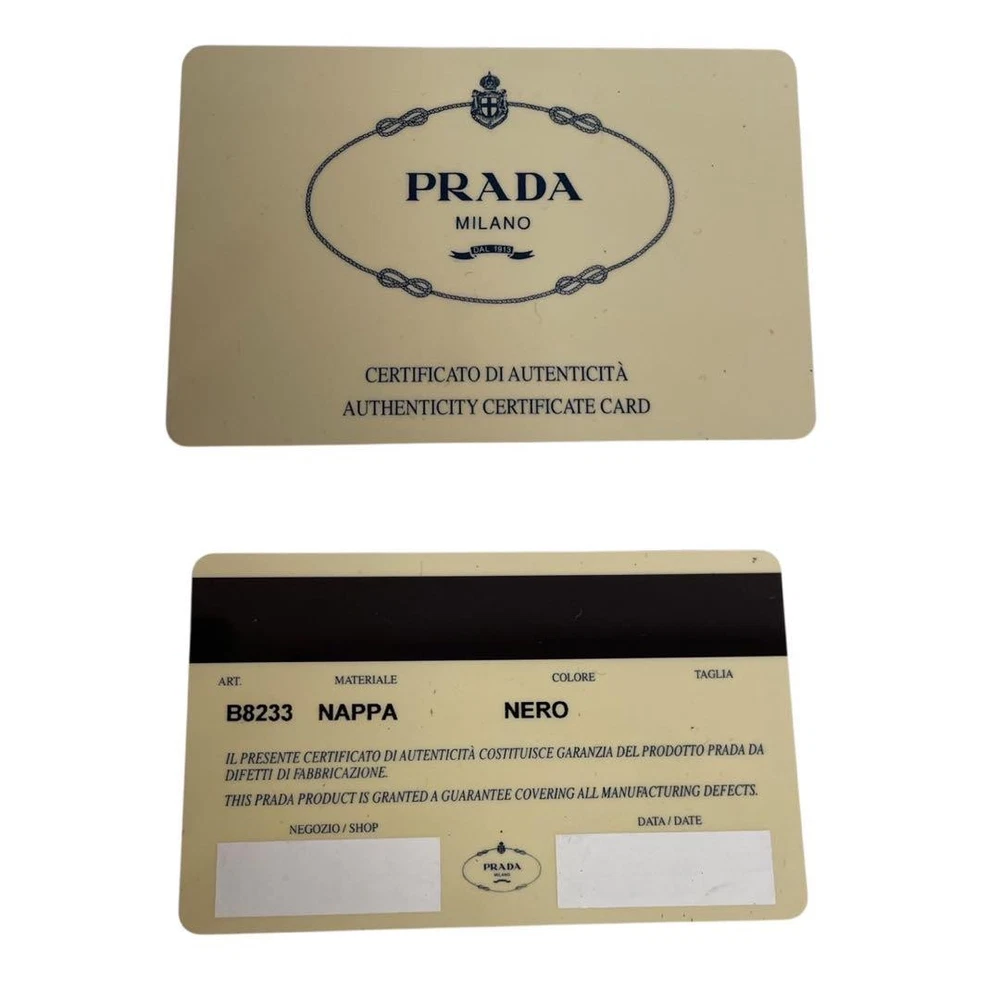 PRADA
MILANO
DAL 1913
CERTIFICATO DI AUTENTICITÀ
AUTHENTICITY CERTIFICATE CARD
ART. MATERIALE COLORE TAGLIA
B8233 NAPPA NERO
IL PRESENTE CERTIFICATO DI AUTENTICITÀ COSTITUISCE GARANZIA DEL PRODOTTO PRADA DA
DIFETTI DI FABBRICAZIONE.
THIS PRADA PRODUCT IS GRANTED A GUARANTEE COVERING ALL MANUFACTURING DEFECTS.
NEGOZIO / SHOP DATA / DATE
PRADA
MILANO